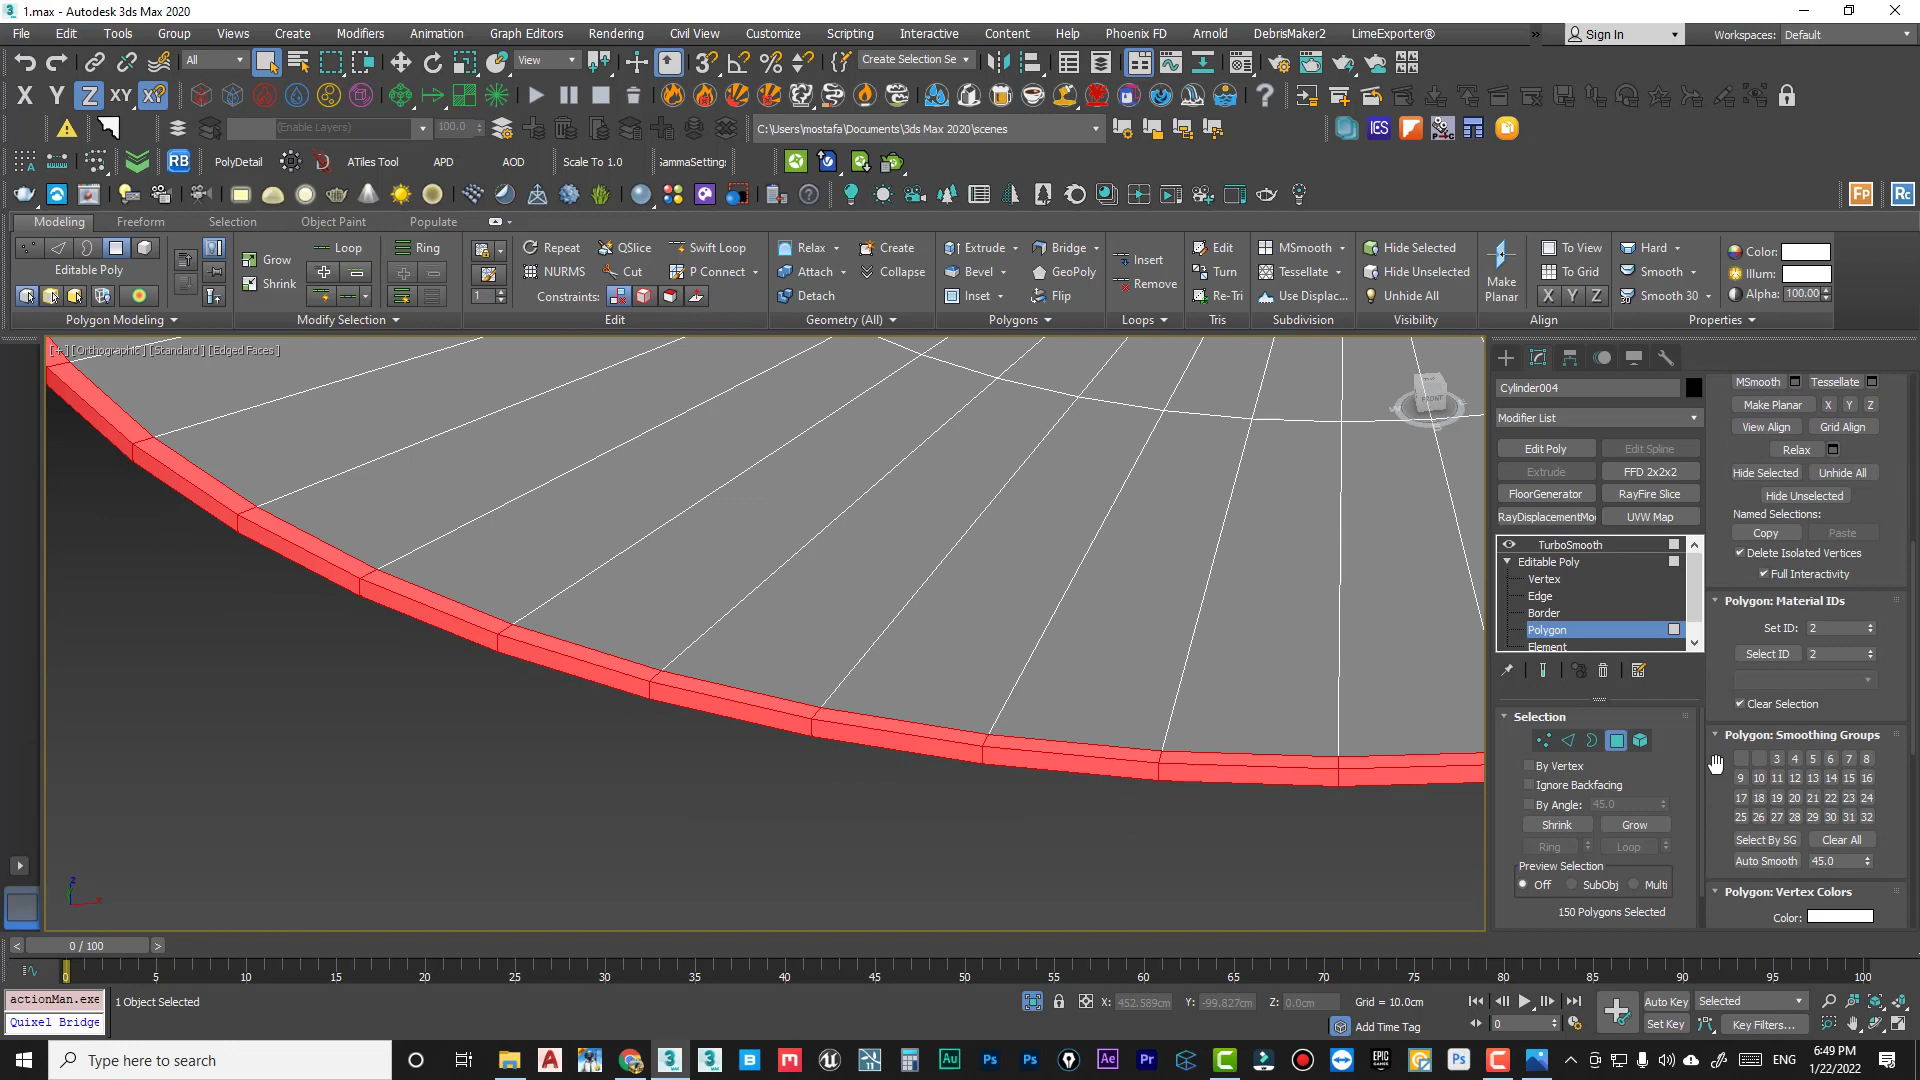 1.max - Autodesk 3ds Max 2020
File Edit Tools Group Views Create Modifiers Animation Graph Editors Rendering Civil View Customize Scripting Interactive Content Help Phoenix FD Arnold DebrisMaker2 LimeExporter® Sign In Workspaces: Default
All View Create Selection Se
X Y Z XY
(Enable Layers) 100.0 C:\Users\mostafa\Documents\3ds Max 2020\scenes IES
RB PolyDetail ATiles Tool APD AOD Scale To 1.0 GammaSettings
Fp Rc
Modeling Freeform Selection Object Paint Populate
Loop Ring Repeat QSlice Swift Loop Relax Create Extrude Bridge Insert Edit MSmooth Hide Selected To View Hard Color:
Editable Poly Grow NURMS Cut P Connect Attach Collapse Bevel GeoPoly Turn Tessellate Hide Unselected Make Planar To Grid Smooth Illum:
Shrink 1 Constraints: Detach Inset Flip Remove Re-Tri Use Displac... Unhide All X Y Z Smooth 30 Alpha: 100.00
Polygon Modeling Modify Selection Edit Geometry (All) Polygons Loops Tris Subdivision Visibility Align Properties
[+] [Orthographic] [Standard] [Edged Faces]
FRONT
Cylinder004
Modifier List
Edit Poly Edit Spline
Extrude FFD 2x2x2
FloorGenerator RayFire Slice
RayDisplacementMo UVW Map
TurboSmooth
Editable Poly
Vertex
Edge
Border
Polygon
Element
Selection
By Vertex
Ignore Backfacing
By Angle: 45.0
Shrink Grow
Ring Loop
Preview Selection
Off SubObj Multi
150 Polygons Selected
MSmooth Tessellate
Make Planar X Y Z
View Align Grid Align
Relax
Hide Selected Unhide All
Hide Unselected
Named Selections:
Copy Paste
Delete Isolated Vertices
Full Interactivity
Polygon: Material IDs
Set ID: 2
Select ID 2
Clear Selection
Polygon: Smoothing Groups
3 4 5 6 7 8
9 10 11 12 13 14 15 16
17 18 19 20 21 22 23 24
25 26 27 28 29 30 31 32
Select By SG Clear All
Auto Smooth 45.0
Polygon: Vertex Colors
Color:
z
x
< 0 / 100 >
0 5 10 15 20 25 30 35 40 45 50 55 60 65 70 75 80 85 90 95 100
actionMan.exe 1 Object Selected X: 452.589cm Y: -99.827cm Z: 0.0cm Grid = 10.0cm Auto Key Selected
Quixel Bridge Add Time Tag 0 Set Key Key Filters...
Type here to search ENG 6:49 PM
1/22/2022